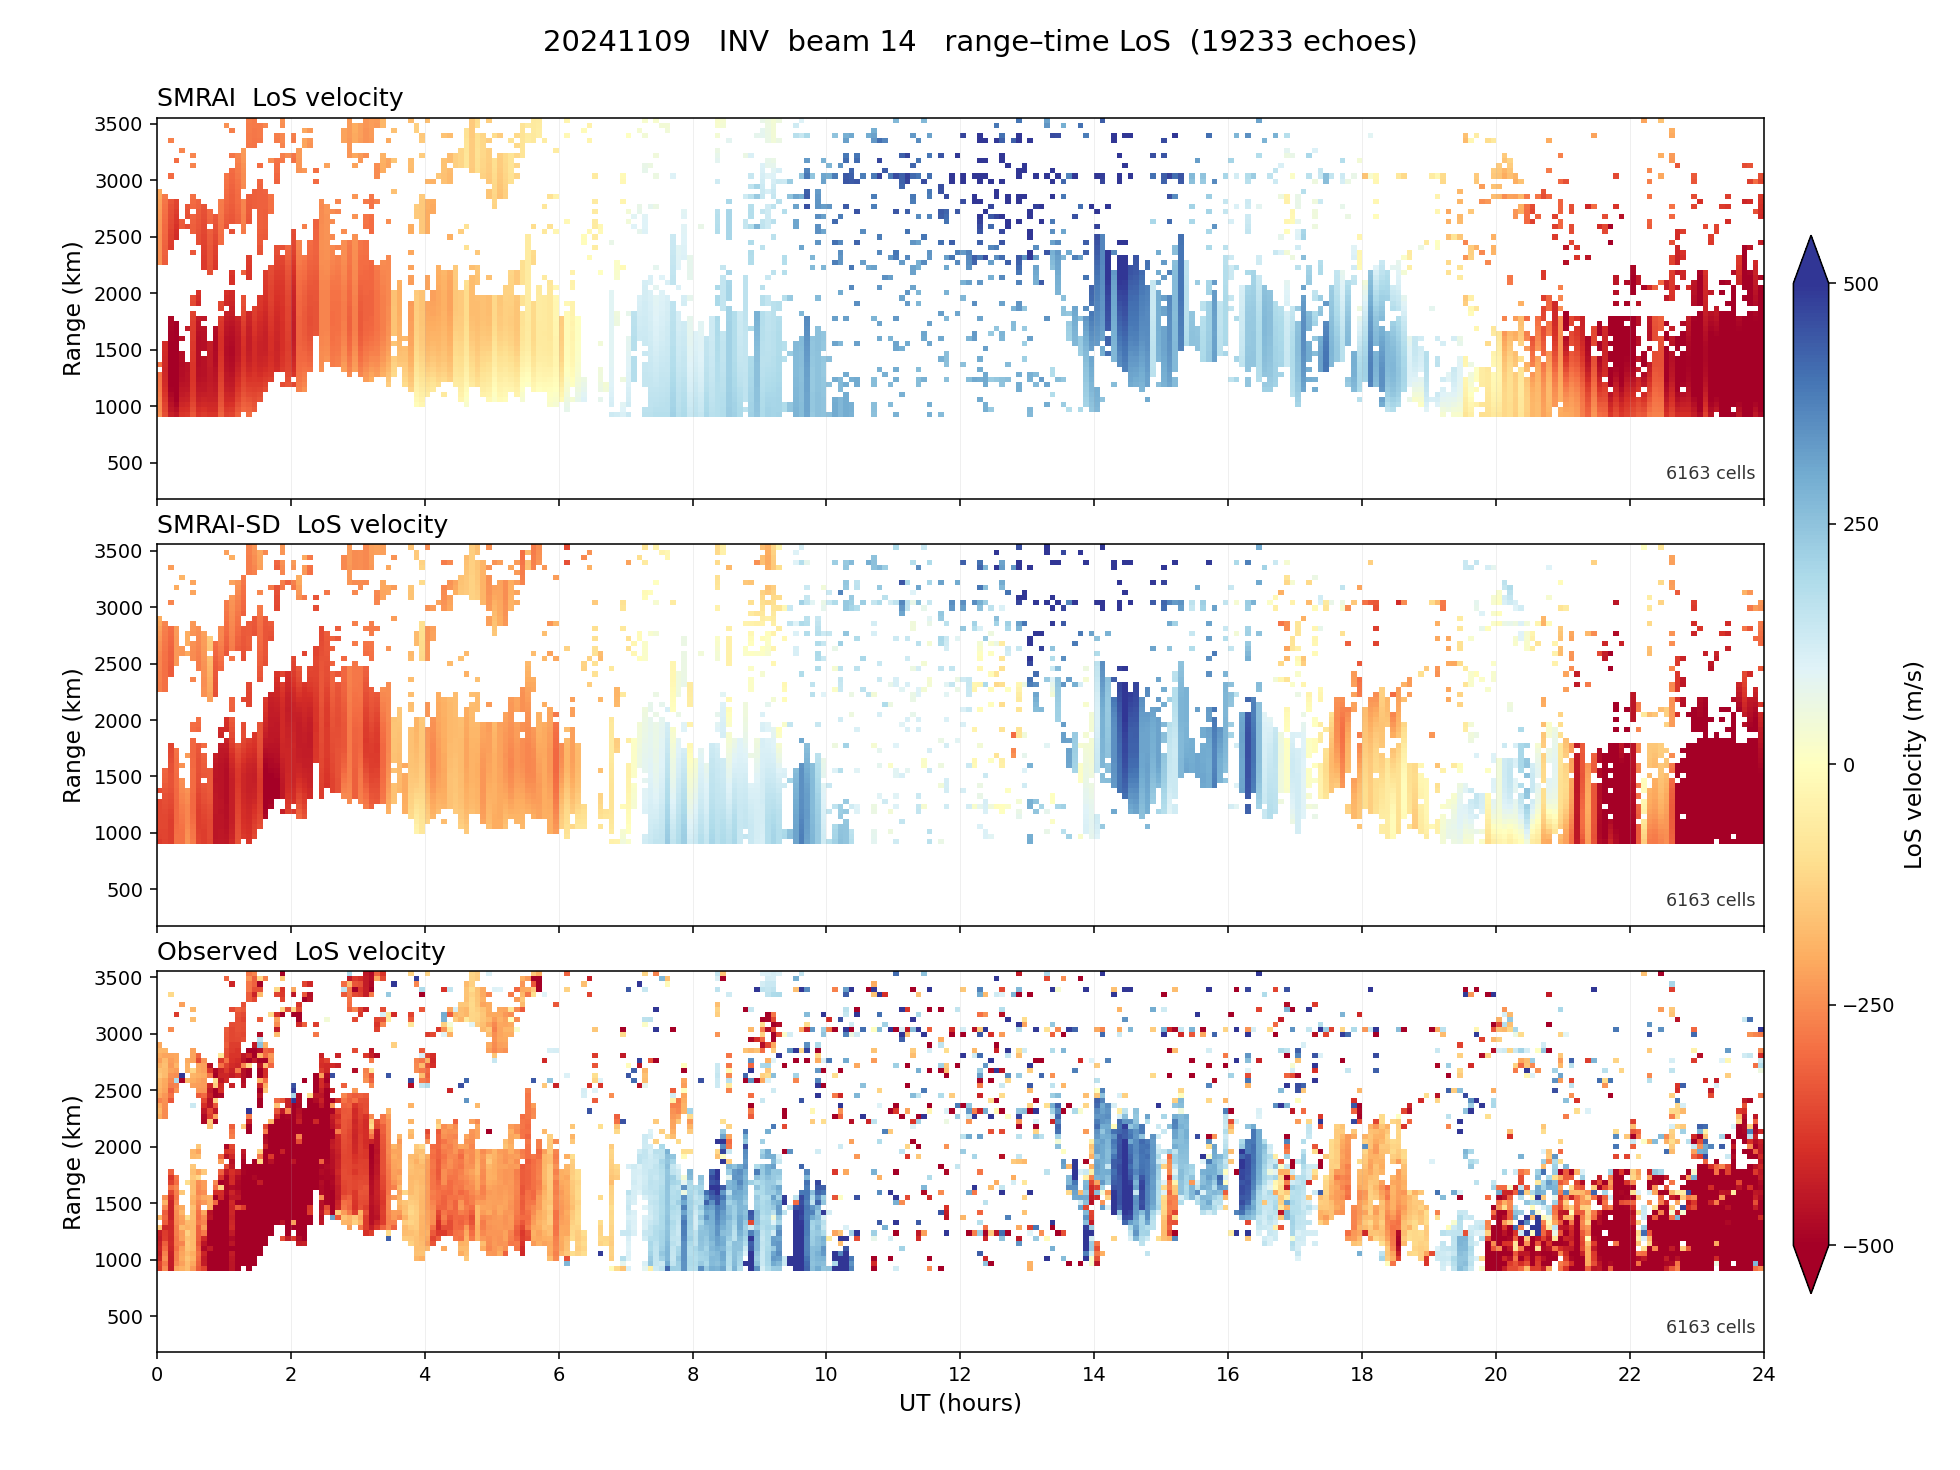 20241109   INV  beam 14   range–time LoS  (19233 echoes)
SMRAI  LoS velocity
3500
3000
2500
2000
1500
1000
500
Range (km)
6163 cells
SMRAI-SD  LoS velocity
3500
3000
2500
2000
1500
1000
500
Range (km)
6163 cells
Observed  LoS velocity
3500
3000
2500
2000
1500
1000
500
Range (km)
6163 cells
0 2 4 6 8 10 12 14 16 18 20 22 24
UT (hours)
500
250
0
−250
−500
LoS velocity (m/s)